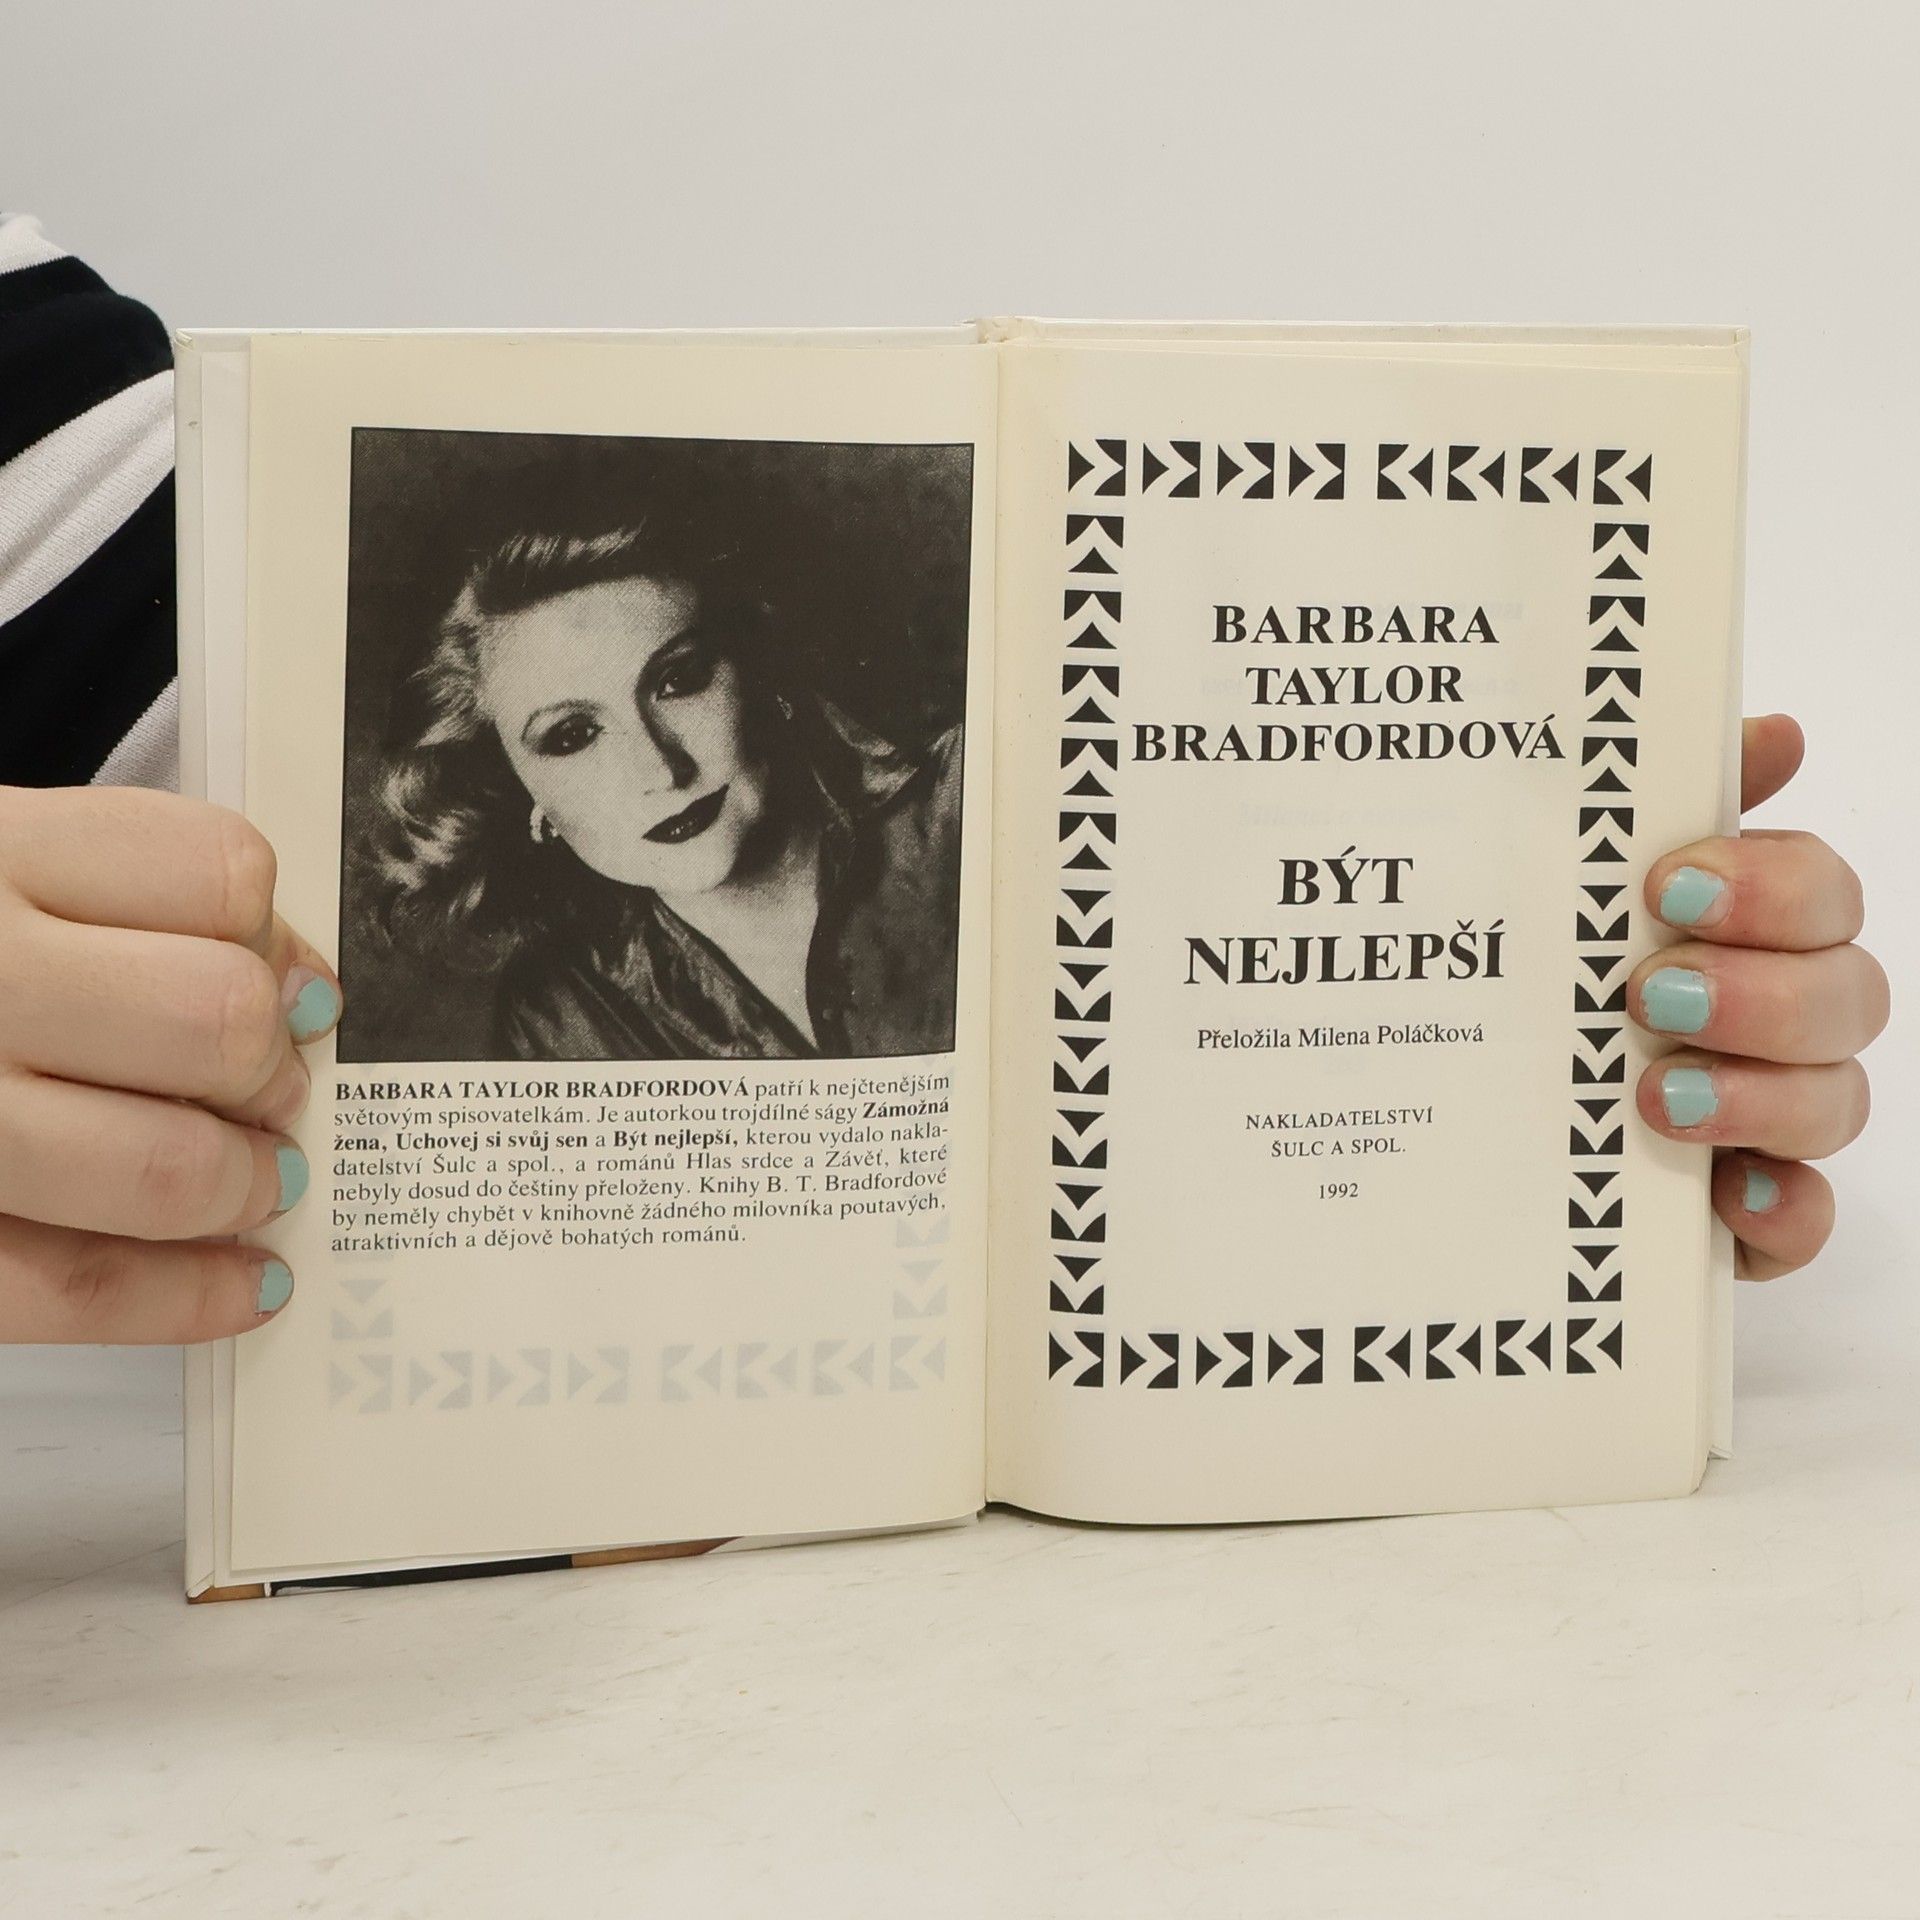 BARBARA TAYLOR BRADFORDOVÁ patří k nejčtenějším
světovým spisovatelkám. Je autorkou trojdílné ságy Zámožná
žena, Uchovej si svůj sen a Být nejlepší, kterou vydalo nakla-
datelství Šulc a spol., a románů Hlas srdce a Závěť, které
nebyly dosud do češtiny přeloženy. Knihy B. T. Bradfordové
by neměly chybět v knihovně žádného milovníka poutavých,
atraktivních a dějově bohatých románů.
BARBARA
TAYLOR
BRADFORDOVÁ
BÝT
NEJLEPŠÍ
Přeložila Milena Poláčková
NAKLADATELSTVÍ
ŠULC A SPOL.
1992